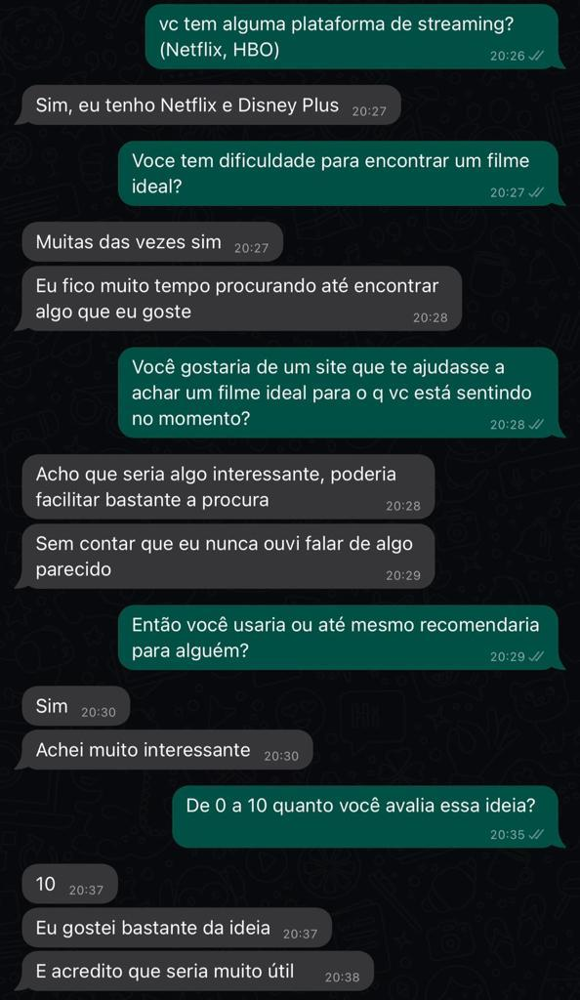 vc tem alguma plataforma de streaming?
(Netflix, HBO) 20:26
Sim, eu tenho Netflix e Disney Plus 20:27
Voce tem dificuldade para encontrar um filme
ideal? 20:27
Muitas das vezes sim 20:27
Eu fico muito tempo procurando até encontrar
algo que eu goste 20:28
Você gostaria de um site que te ajudasse a
achar um filme ideal para o q vc está sentindo
no momento? 20:28
Acho que seria algo interessante, poderia
facilitar bastante a procura 20:28
Sem contar que eu nunca ouvi falar de algo
parecido 20:29
Então você usaria ou até mesmo recomendaria
para alguém? 20:29
Sim 20:30
Achei muito interessante 20:30
De 0 a 10 quanto você avalia essa ideia?
20:35
10 20:37
Eu gostei bastante da ideia 20:37
E acredito que seria muito útil 20:38